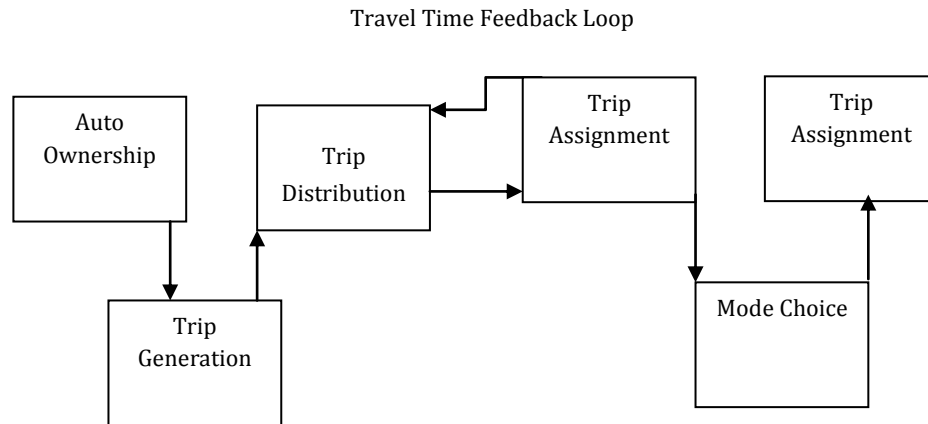 Travel Time Feedback Loop
Auto
Ownership
Trip
Generation
Trip
Distribution
Trip
Assignment
Mode Choice
Trip
Assignment